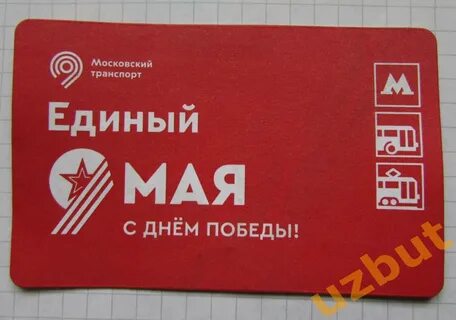 Московский
транспорт
М
Единый
9 МАЯ
С ДНЁМ ПОБЕДЫ!
uzbut